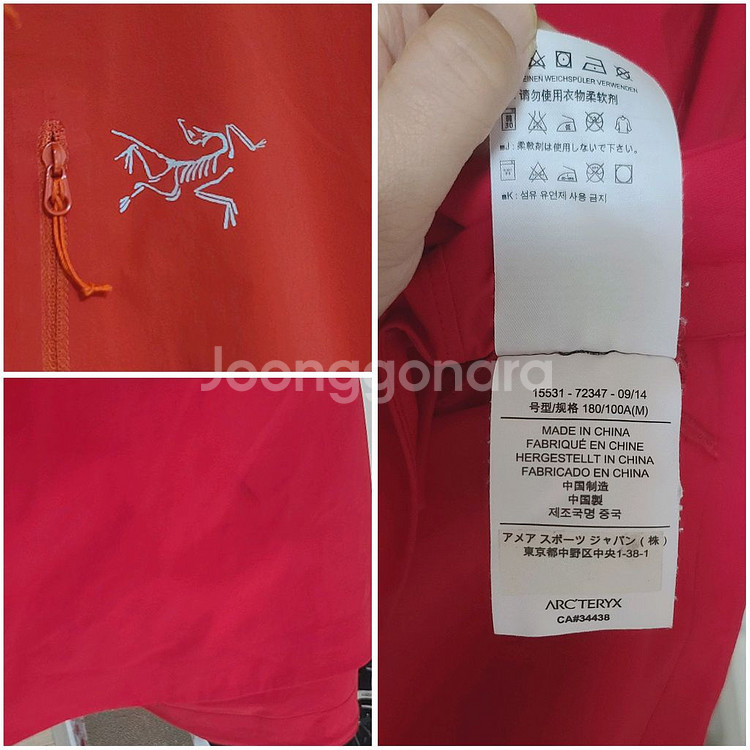 EINEN WEICHSPÜLER VERWENDEN
请勿使用衣物柔软剂
mJ : 柔軟剤は使用しないで下さい。
mK : 섬유 유연제 사용 금지
Joonggonara
15531 - 72347 - 09/14
号型/规格 180/100A(M)
MADE IN CHINA
FABRIQUÉ EN CHINE
HERGESTELLT IN CHINA
FABRICADO EN CHINA
中国制造
中国製
제조국명 중국
アメア スポーツ ジャパン ( 株 )
東京都中野区中央1-38-1
ARC'TERYX
CA#34438